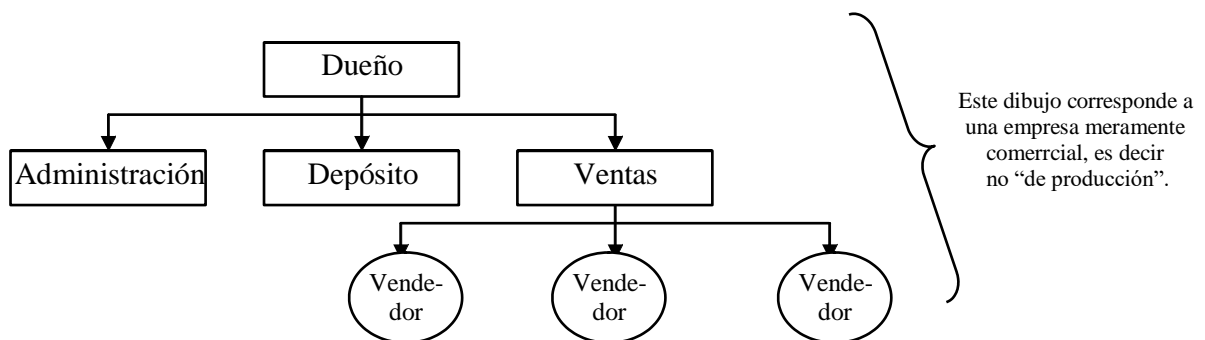 Dueño
Este dibujo corresponde a
una empresa meramente
comerrcial, es decir
no “de producción”.
Administración
Depósito
Ventas
Vende-
dor
Vende-
dor
Vende-
dor